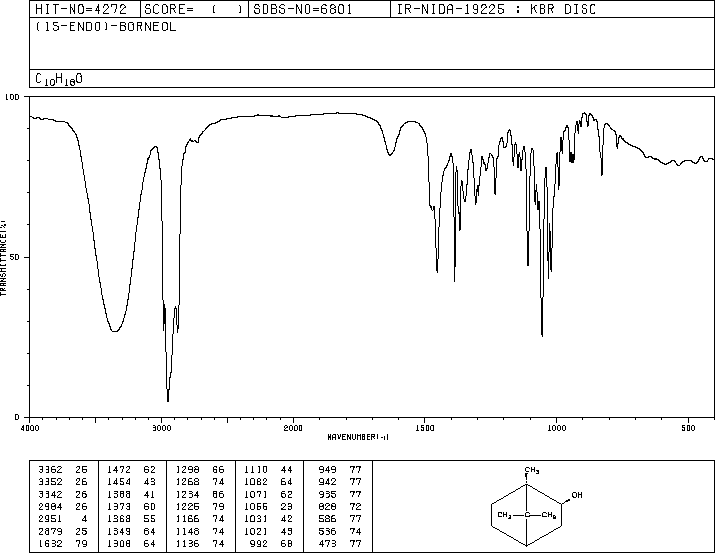 HIT-NO=4272 SCORE= ( ) SDBS-NO=6801 IR-NIDA-19225 : KBR DISC
(1S-ENDO)-BORNEOL
C10H18O
100
50
0
TRANSMITTANCE(%)
4000 3000 2000 1500 1000 500
WAVENUMBER(-1)
3362 25 1472 62 1298 66 1110 44 949 77
3352 26 1454 43 1268 74 1082 64 942 77
3342 26 1388 41 1234 86 1071 62 935 77
2984 26 1373 60 1225 79 1055 23 828 72
2951 4 1368 55 1166 74 1031 42 586 77
2879 25 1349 64 1148 74 1021 43 536 74
1632 79 1308 64 1136 74 992 68 473 77
CH3
OH
CH3 C CH3